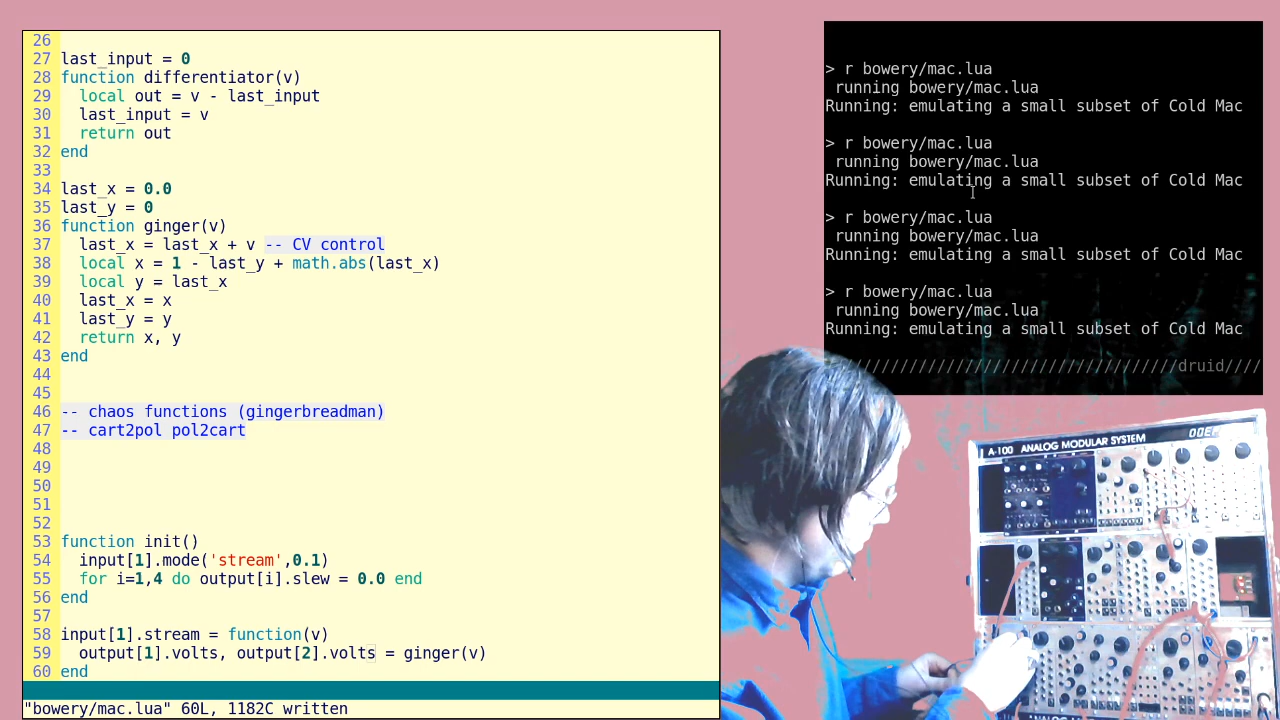 26
27 last_input = 0
28 function differentiator(v)
29   local out = v - last_input
30   last_input = v
31   return out
32 end
33
34 last_x = 0.0
35 last_y = 0
36 function ginger(v)
37   last_x = last_x + v -- CV control
38   local x = 1 - last_y + math.abs(last_x)
39   local y = last_x
40   last_x = x
41   last_y = y
42   return x, y
43 end
44
45
46 -- chaos functions (gingerbreadman)
47 -- cart2pol pol2cart
48
49
50
51
52
53 function init()
54   input[1].mode('stream',0.1)
55   for i=1,4 do output[i].slew = 0.0 end
56 end
57
58 input[1].stream = function(v)
59   output[1].volts, output[2].volts = ginger(v)
60 end
"bowery/mac.lua" 60L, 1182C written
> r bowery/mac.lua
 running bowery/mac.lua
Running: emulating a small subset of Cold Mac
> r bowery/mac.lua
 running bowery/mac.lua
Running: emulating a small subset of Cold Mac
> r bowery/mac.lua
 running bowery/mac.lua
Running: emulating a small subset of Cold Mac
> r bowery/mac.lua
 running bowery/mac.lua
Running: emulating a small subset of Cold Mac
/////////////////////////////////////druid////
A-100 ANALOG MODULAR SYSTEM